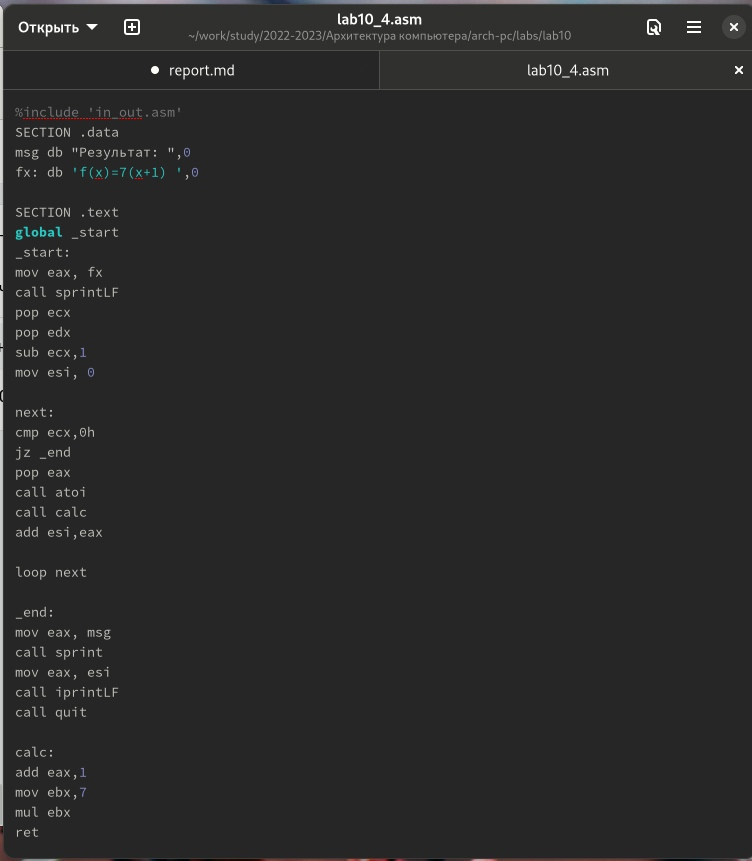 Открыть
lab10_4.asm
~/work/study/2022-2023/Архитектура компьютера/arch-pc/labs/lab10
report.md
lab10_4.asm
%include 'in_out.asm'
SECTION .data
msg db "Результат: ",0
fx: db 'f(x)=7(x+1) ',0
SECTION .text
global _start
_start:
mov eax, fx
call sprintLF
pop ecx
pop edx
sub ecx,1
mov esi, 0
next:
cmp ecx,0h
jz _end
pop eax
call atoi
call calc
add esi,eax
loop next
_end:
mov eax, msg
call sprint
mov eax, esi
call iprintLF
call quit
calc:
add eax,1
mov ebx,7
mul ebx
ret